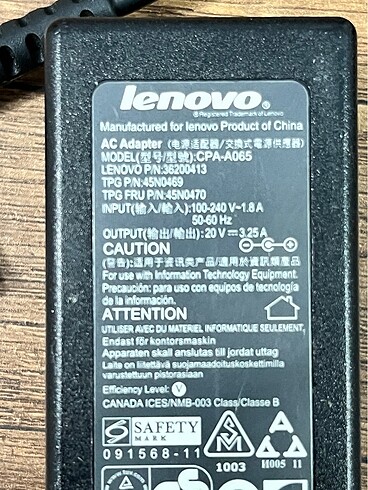 lenovo®
® Registered Trademark of Lenovo
Manufactured for lenovo Product of China
AC Adapter (电源适配器/交換式電源供應器)
MODEL(型号/型號):CPA-A065
LENOVO P/N:36200413
TPG P/N:45N0469
TPG FRU P/N:45N0470
INPUT(输入/輸入):100-240 V~1.8 A
50-60 Hz
OUTPUT(输出/輸出):20 V⎓3.25 A
CAUTION
(警告):适用于资讯类产品/適用於資訊類產品
For use with Information Technology Equipment.
Precaución: para uso con equipos de tecnología
de la información.
ATTENTION
UTILISER AVEC DU MATERIEL INFORMATIQUE SEULEMENT,
Endast för kontorsmaskin
Apparaten skall anslutas till jordat uttag
Laite on liitettävä suojamaadoituskoskettimilla
varustettuun pistorasiaan
Efficiency Level: V
CANADA ICES/NMB-003 Class/Classe B
S SAFETY
MARK
091568-11
1003
И005 11